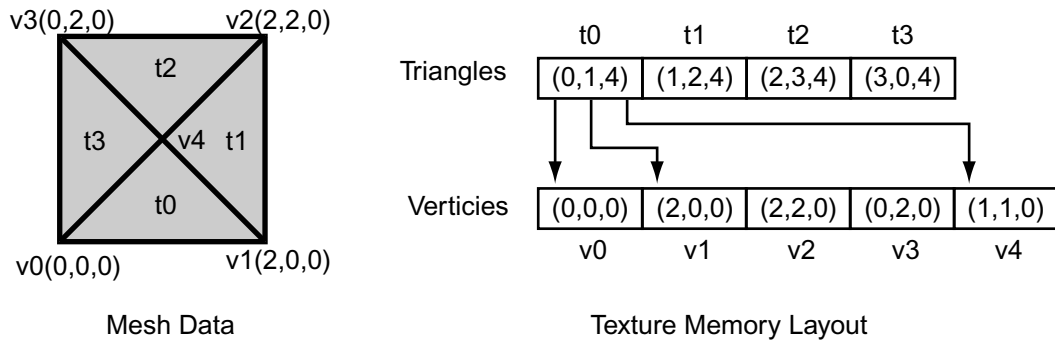 v3(0,2,0) v2(2,2,0)
t2
t3 v4 t1
t0
v0(0,0,0) v1(2,0,0)
Mesh Data
t0 t1 t2 t3
Triangles (0,1,4) (1,2,4) (2,3,4) (3,0,4)
Verticies (0,0,0) (2,0,0) (2,2,0) (0,2,0) (1,1,0)
v0 v1 v2 v3 v4
Texture Memory Layout